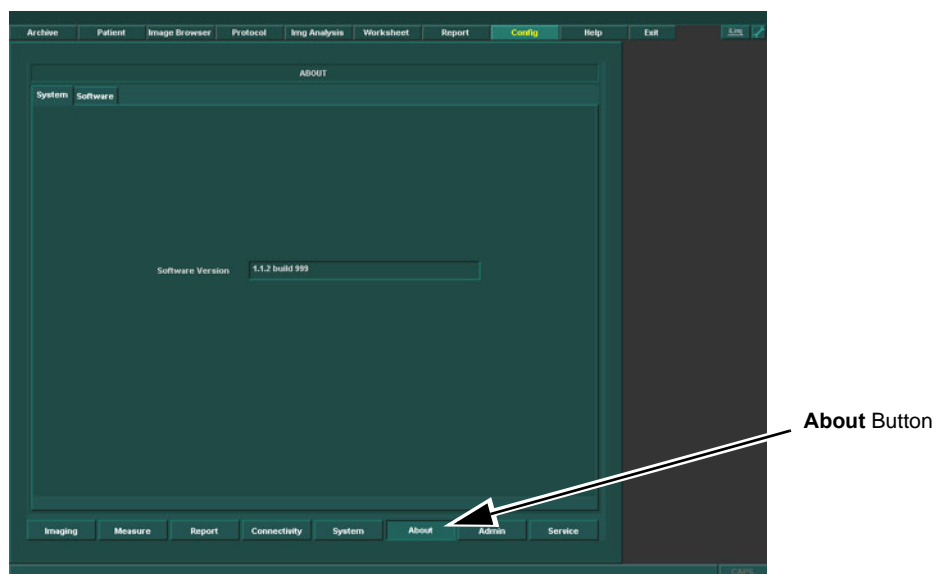 Archive Patient Image Browser Protocol Img Analysis Worksheet Report Config Help Exit
ABOUT
System Software
Software Version 1.1.2 build 999
About Button
Imaging Measure Report Connectivity System About Admin Service
CAPS